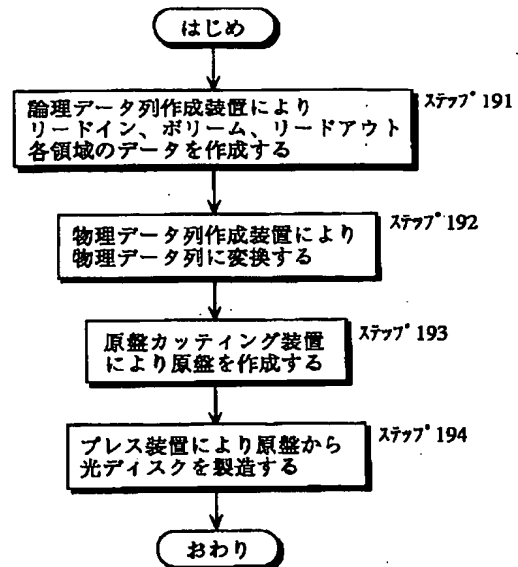 はじめ
ステップ191
論理データ列作成装置により
リードイン、ボリーム、リードアウト
各領域のデータを作成する
ステップ192
物理データ列作成装置により
物理データ列に変換する
ステップ193
原盤カッティング装置
により原盤を作成する
ステップ194
プレス装置により原盤から
光ディスクを製造する
おわり